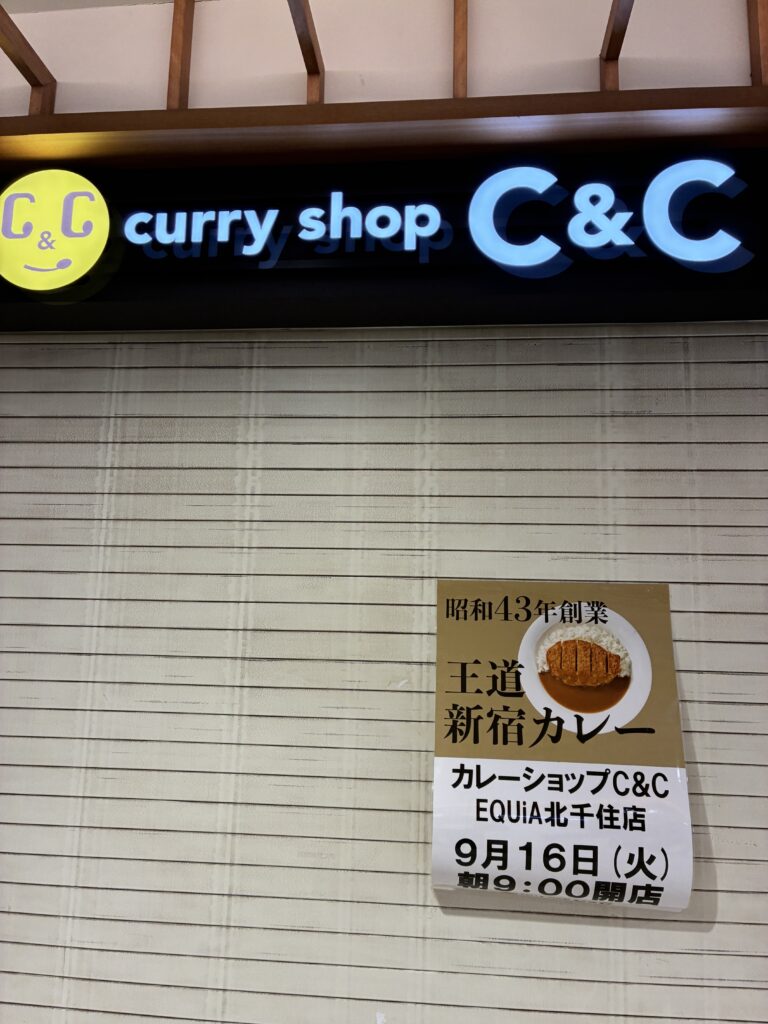 C&C
curry shop C&C
昭和43年創業
王道
新宿カレー
カレーショップC&C
EQUiA北千住店
9月16日(火)
朝9:00開店